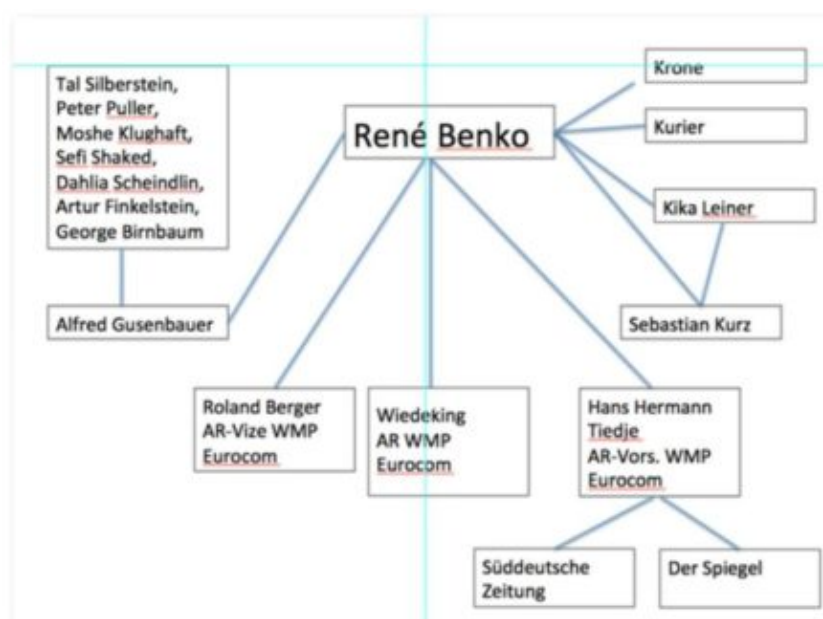 Tal Silberstein,
Peter Puller,
Moshe Klughaft,
Sefi Shaked,
Dahlia Scheindlin,
Artur Finkelstein,
George Birnbaum
René Benko
Krone
Kurier
Kika Leiner
Alfred Gusenbauer
Sebastian Kurz
Roland Berger
AR-Vize WMP
Eurocom
Wiedeking
AR WMP
Eurocom
Hans Hermann
Tiedje
AR-Vors. WMP
Eurocom
Süddeutsche
Zeitung
Der Spiegel